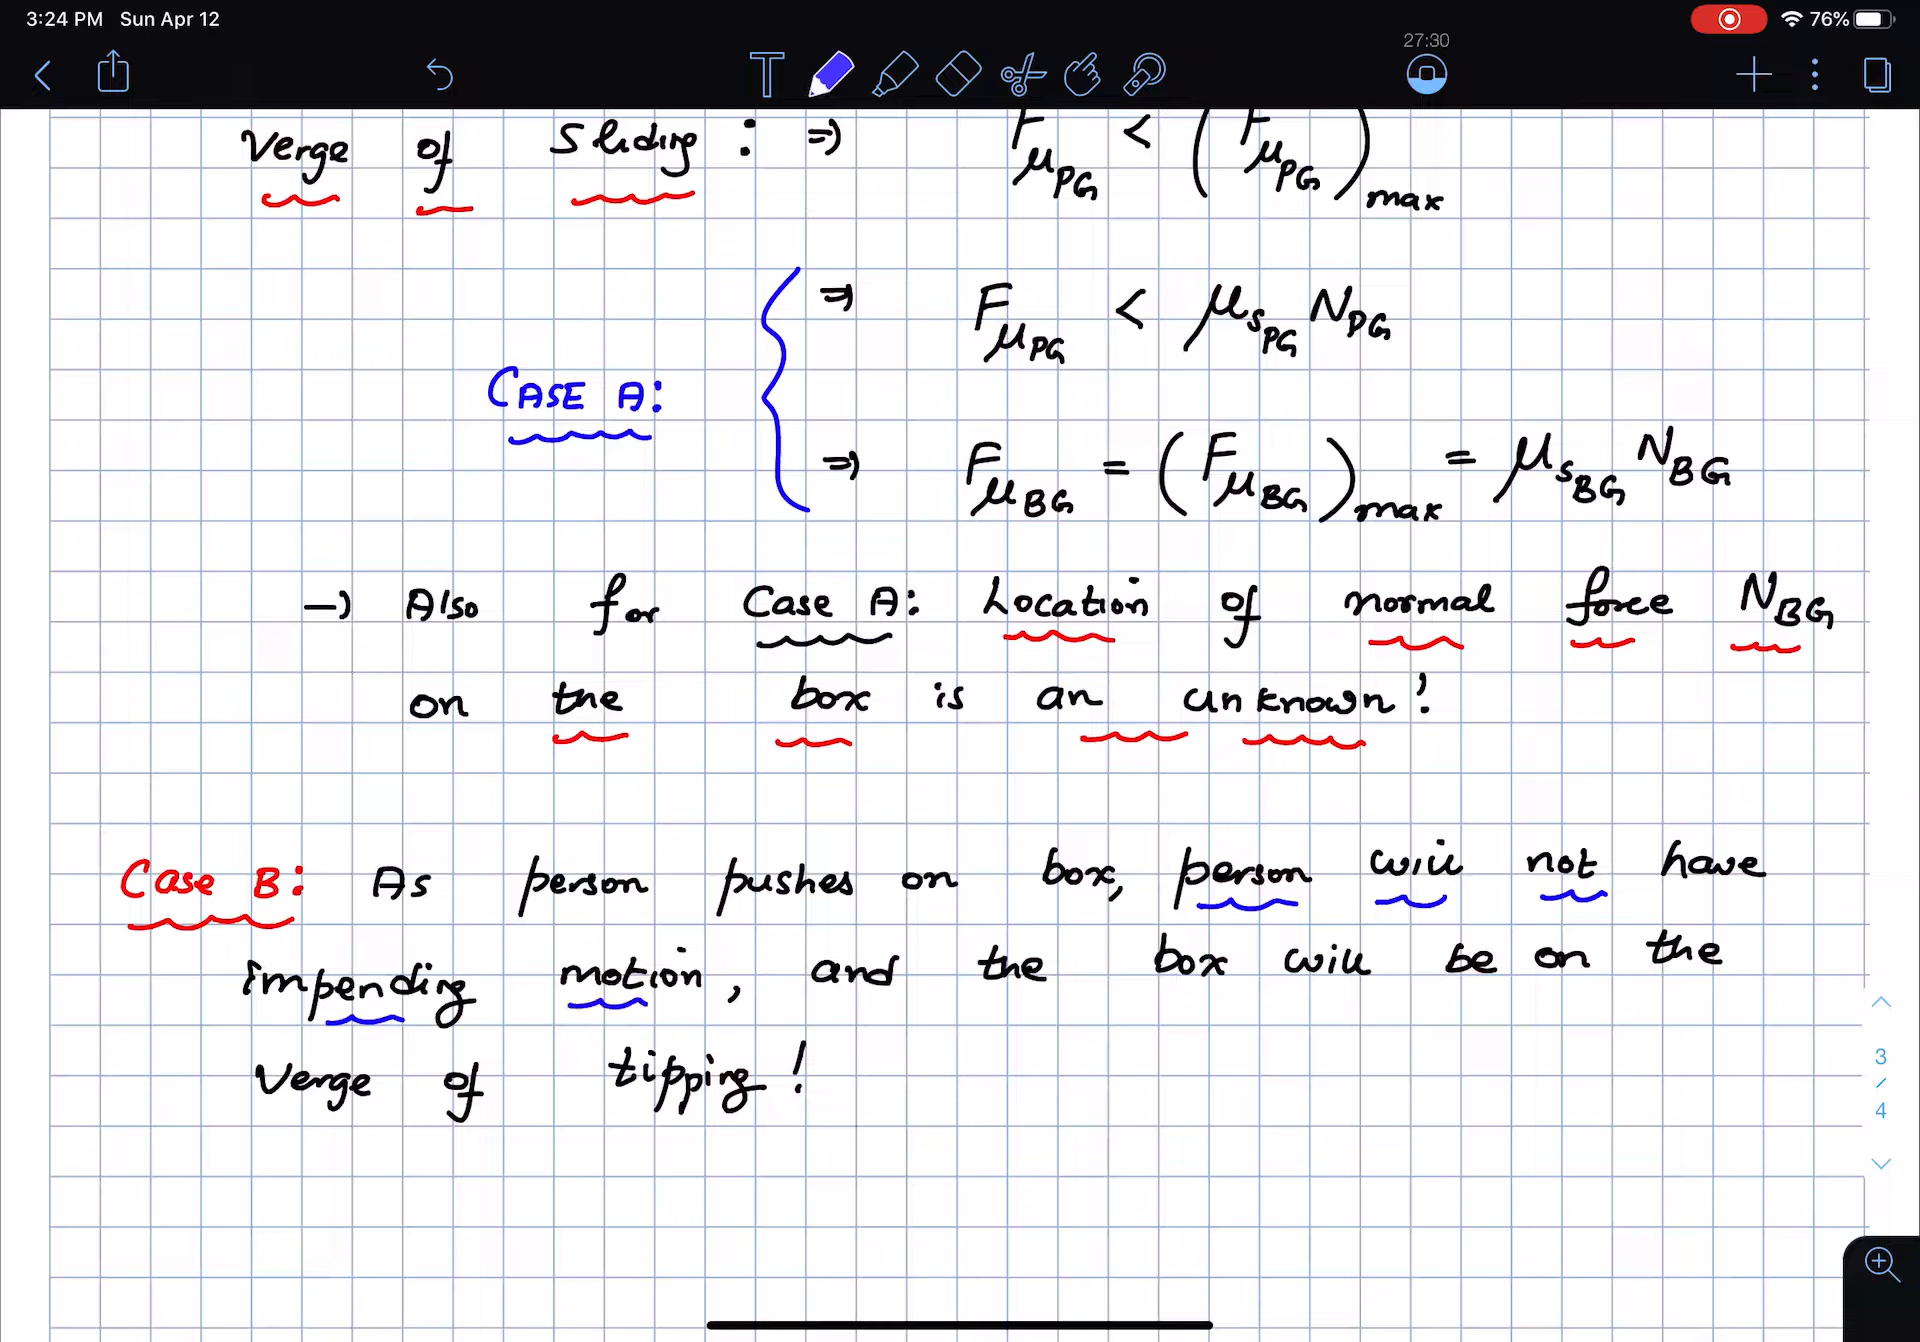 3:24 PM Sun Apr 12
76%
27:30
T
Verge of Sliding : ⇒ F_μPG < (F_μPG)max
⇒ F_μPG < μ_sPG N_PG
CASE A:
⇒ F_μBG = (F_μBG)max = μ_sBG N_BG
→ Also for Case A: Location of normal force N_BG
on the box is an unknown!
Case B: As person pushes on box, person will not have
impending motion, and the box will be on the
Verge of tipping!
3
/
4